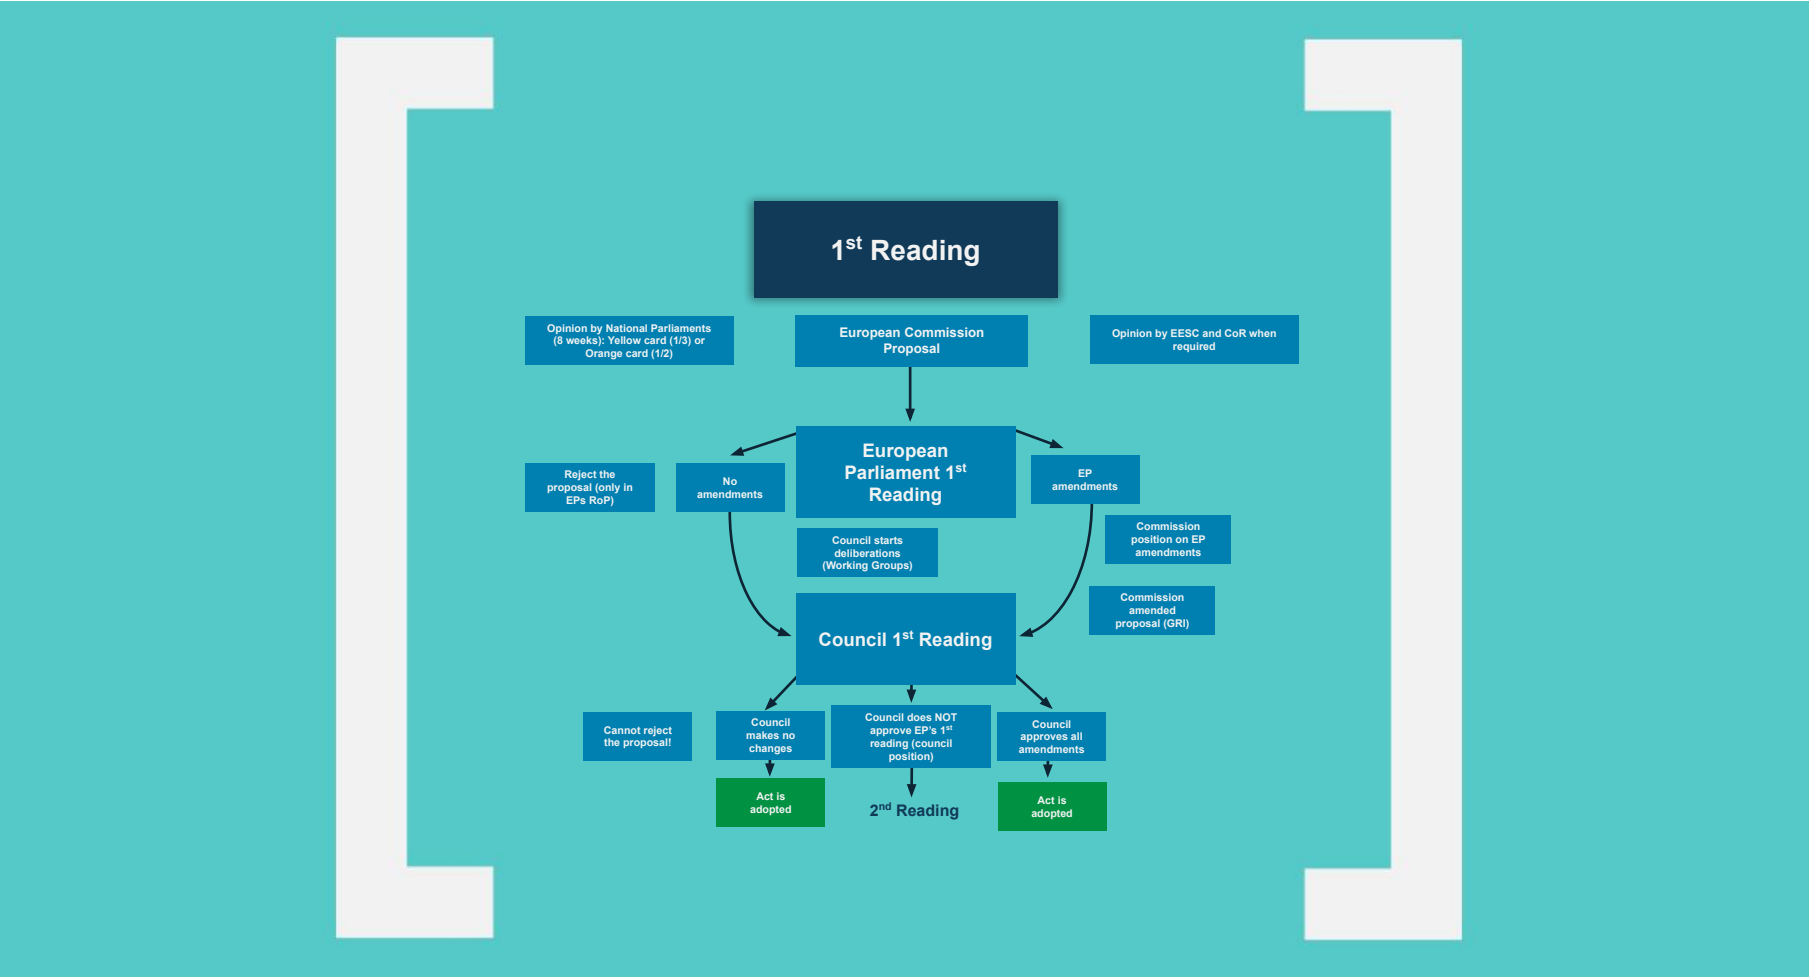 1st Reading
Opinion by National Parliaments
(8 weeks): Yellow card (1/3) or
Orange card (1/2)
European Commission
Proposal
Opinion by EESC and CoR when
required
European
Parliament 1st
Reading
Reject the
proposal (only in
EPs RoP)
No
amendments
EP
amendments
Commission
position on EP
amendments
Council starts
deliberations
(Working Groups)
Commission
amended
proposal (GRI)
Council 1st Reading
Cannot reject
the proposal!
Council
makes no
changes
Council does NOT
approve EP's 1st
reading (council
position)
Council
approves all
amendments
Act is
adopted
2nd Reading
Act is
adopted